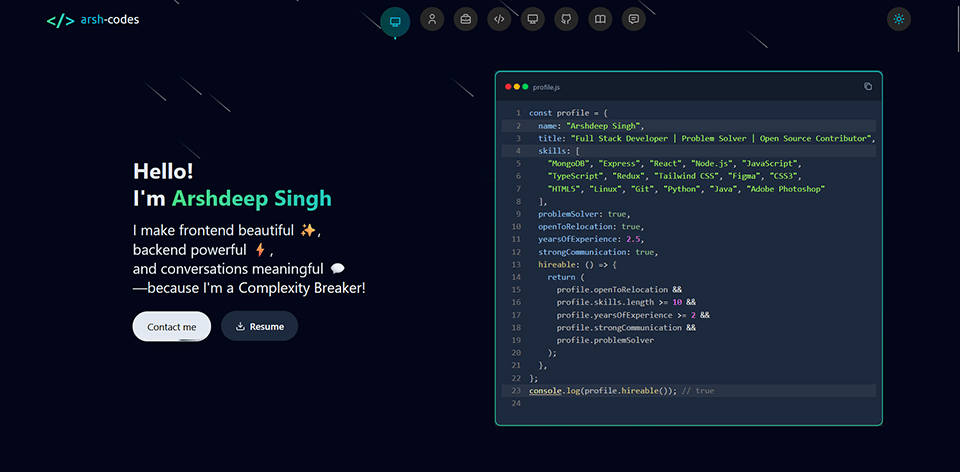 </> arsh-codes
Hello!
I'm Arshdeep Singh
I make frontend beautiful ✨,
backend powerful ⚡,
and conversations meaningful 💬
—because I'm a Complexity Breaker!
Contact me
Resume
profile.js
1 const profile = {
2 name: "Arshdeep Singh",
3 title: "Full Stack Developer | Problem Solver | Open Source Contributor",
4 skills: [
5 "MongoDB", "Express", "React", "Node.js", "JavaScript",
6 "TypeScript", "Redux", "Tailwind CSS", "Figma", "CSS3",
7 "HTML5", "Linux", "Git", "Python", "Java", "Adobe Photoshop"
8 ],
9 problemSolver: true,
10 openToRelocation: true,
11 yearsOfExperience: 2.5,
12 strongCommunication: true,
13 hireable: () => {
14 return (
15 profile.openToRelocation &&
16 profile.skills.length >= 10 &&
17 profile.yearsOfExperience >= 2 &&
18 profile.strongCommunication &&
19 profile.problemSolver
20 );
21 },
22 };
23 console.log(profile.hireable()); // true
24